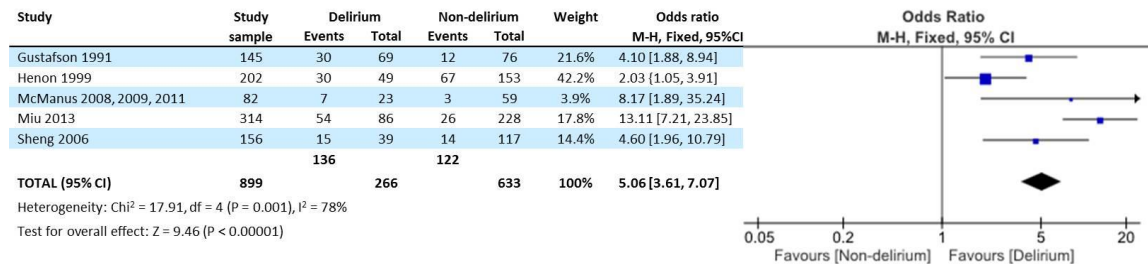 Study Study Delirium Non-delirium Weight Odds ratio Odds Ratio
sample Events Total Events Total M-H, Fixed, 95%CI M-H, Fixed, 95% CI
Gustafson 1991 145 30 69 12 76 21.6% 4.10 [1.88, 8.94]
Henon 1999 202 30 49 67 153 42.2% 2.03 {1.05, 3.91]
McManus 2008, 2009, 2011 82 7 23 3 59 3.9% 8.17 [1.89, 35.24]
Miu 2013 314 54 86 26 228 17.8% 13.11 [7.21, 23.85]
Sheng 2006 156 15 39 14 117 14.4% 4.60 [1.96, 10.79]
136 122
TOTAL (95% CI) 899 266 633 100% 5.06 [3.61, 7.07]
Heterogeneity: Chi² = 17.91, df = 4 (P = 0.001), I² = 78%
Test for overall effect: Z = 9.46 (P < 0.00001)
0.05 0.2 1 5 20
Favours [Non-delirium] Favours [Delirium]